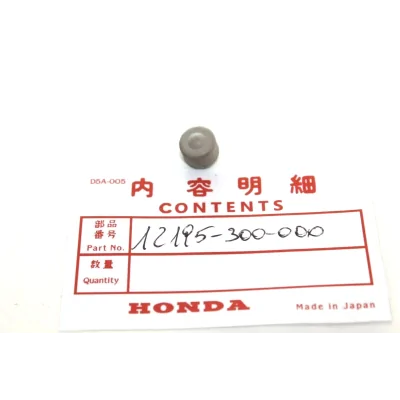 D5A-005
内容明細
CONTENTS
部品番号
Part No. 12195-300-000
数量
Quantity
HONDA
Made in Japan